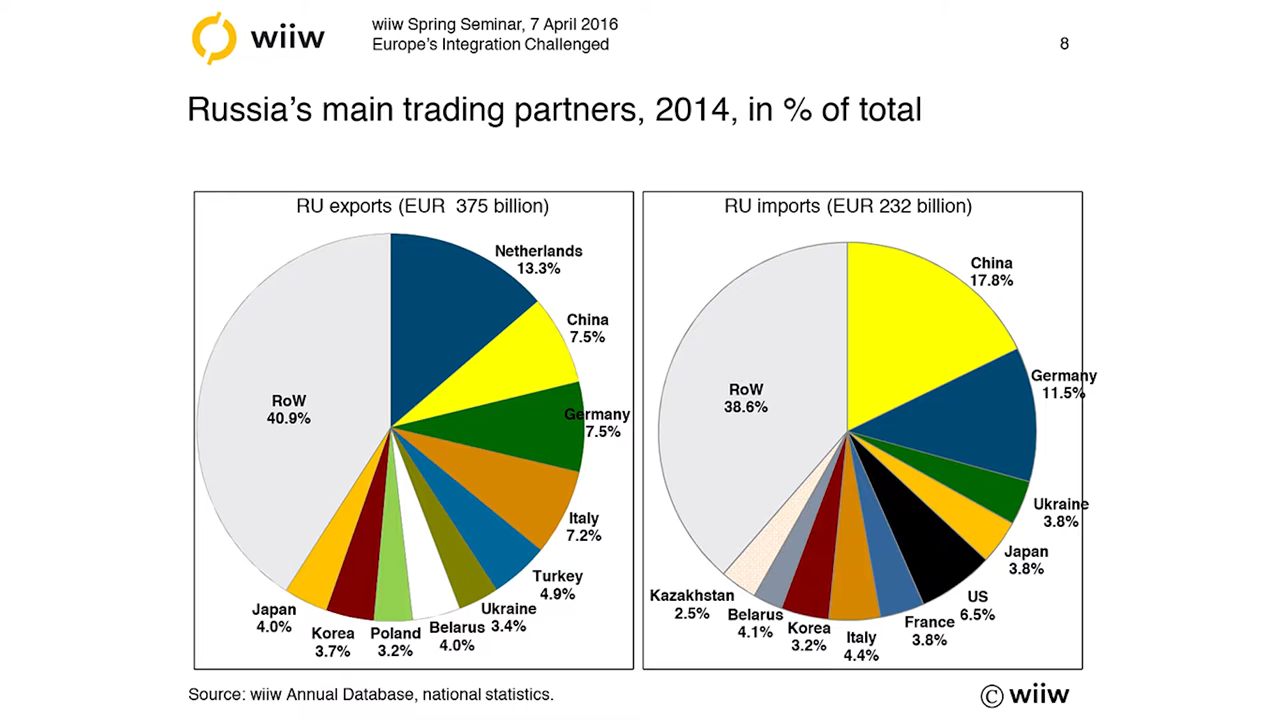 wiiw
wiiw Spring Seminar, 7 April 2016
Europe's Integration Challenged
8
Russia's main trading partners, 2014, in % of total
RU exports (EUR 375 billion)
Netherlands
13.3%
China
7.5%
Germany
7.5%
Italy
7.2%
Turkey
4.9%
Ukraine
3.4%
Belarus
4.0%
Poland
3.2%
Korea
3.7%
Japan
4.0%
RoW
40.9%
RU imports (EUR 232 billion)
China
17.8%
Germany
11.5%
Ukraine
3.8%
Japan
3.8%
US
6.5%
France
3.8%
Italy
4.4%
Korea
3.2%
Belarus
4.1%
Kazakhstan
2.5%
RoW
38.6%
Source: wiiw Annual Database, national statistics.
© wiiw